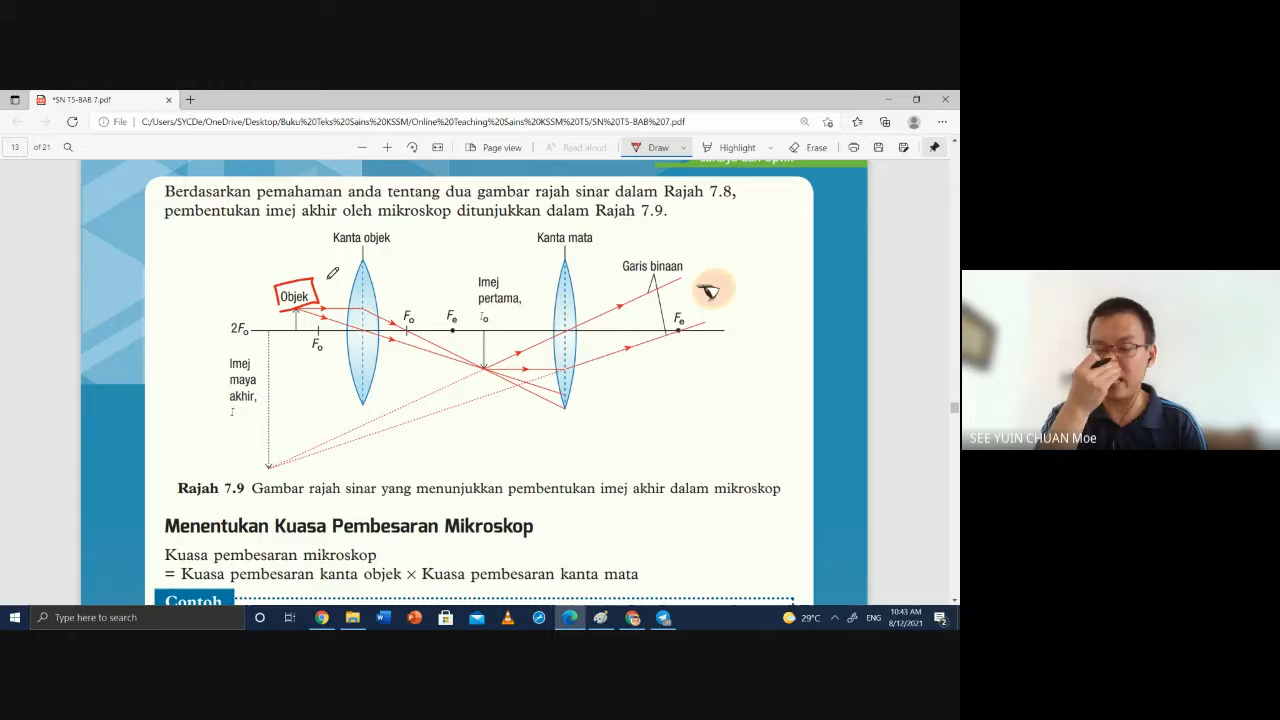 *SN T5-BAB 7.pdf
File
C:/Users/SYCDe/OneDrive/Desktop/Buku%20Teks%20Sains%20KSSM/Online%20Teaching%20Sains%20KSSM%20T5/SN%20T5-BAB%207.pdf
13 of 21
Page view
Read aloud
Draw
Highlight
Erase
Berdasarkan pemahaman anda tentang dua gambar rajah sinar dalam Rajah 7.8,
pembentukan imej akhir oleh mikroskop ditunjukkan dalam Rajah 7.9.
Kanta objek
Kanta mata
Garis binaan
Imej
pertama,
Io
Objek
Fo
Fe
Fe
2Fo
Fo
Imej
maya
akhir,
I
Rajah 7.9 Gambar rajah sinar yang menunjukkan pembentukan imej akhir dalam mikroskop
Menentukan Kuasa Pembesaran Mikroskop
Kuasa pembesaran mikroskop
= Kuasa pembesaran kanta objek × Kuasa pembesaran kanta mata
Contoh
SEE YUIN CHUAN Moe
Type here to search
29°C
ENG
10:43 AM
8/12/2021
2